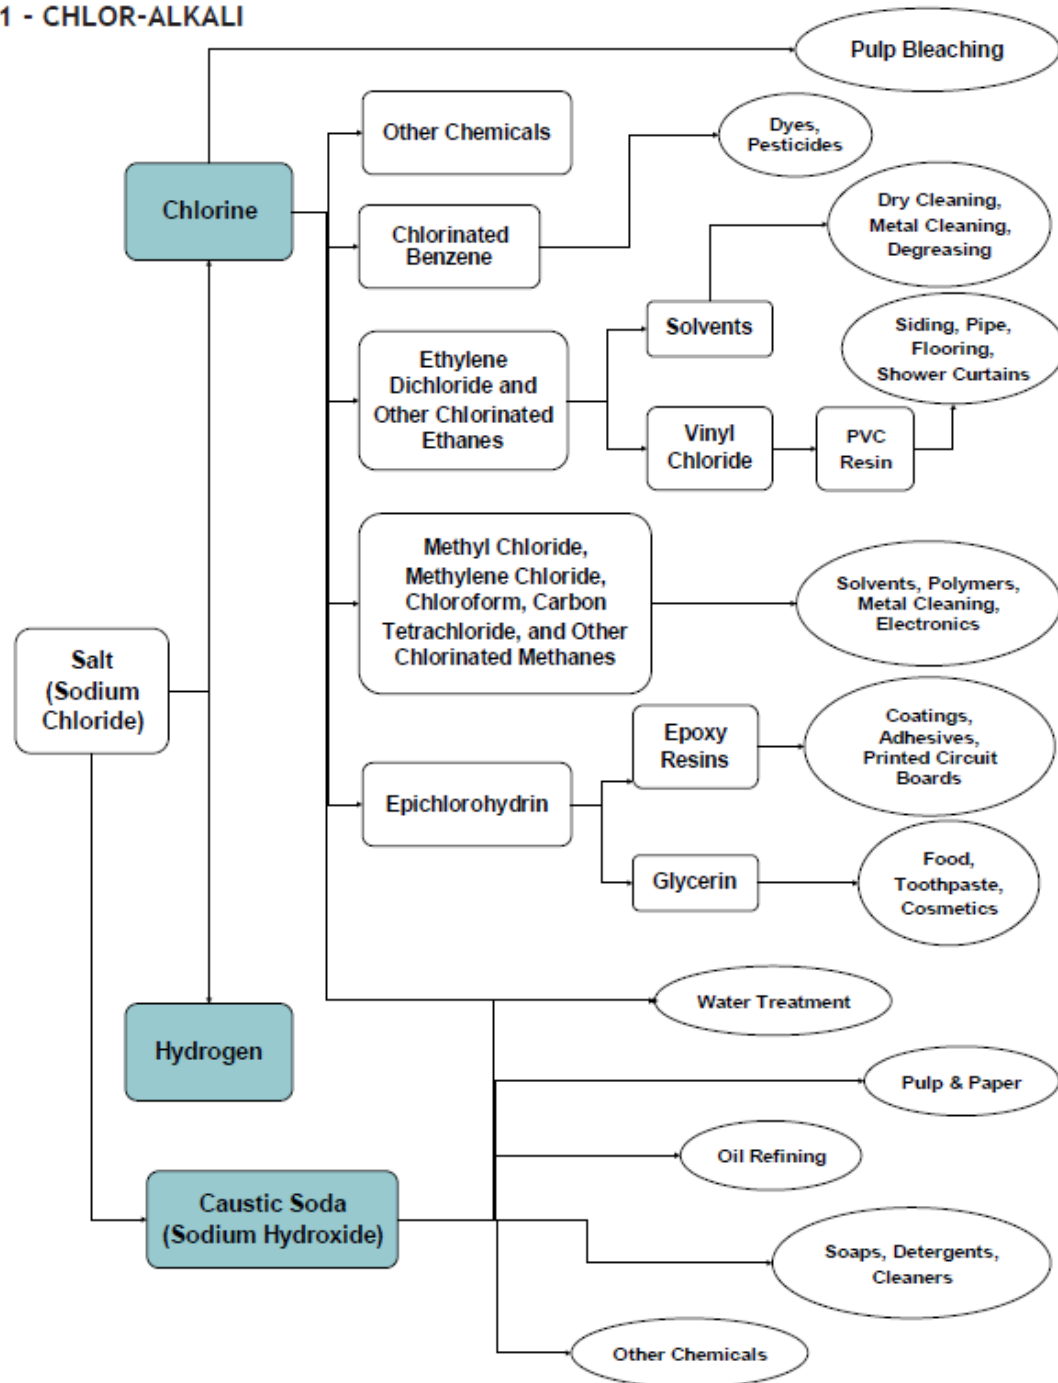 1 - CHLOR-ALKALI
Pulp Bleaching
Other Chemicals
Dyes,
Pesticides
Chlorine
Chlorinated
Benzene
Dry Cleaning,
Metal Cleaning,
Degreasing
Solvents
Siding, Pipe,
Flooring,
Shower Curtains
Ethylene
Dichloride and
Other Chlorinated
Ethanes
Vinyl
Chloride
PVC
Resin
Methyl Chloride,
Methylene Chloride,
Chloroform, Carbon
Tetrachloride, and Other
Chlorinated Methanes
Solvents, Polymers,
Metal Cleaning,
Electronics
Salt
(Sodium
Chloride)
Epoxy
Resins
Coatings,
Adhesives,
Printed Circuit
Boards
Epichlorohydrin
Glycerin
Food,
Toothpaste,
Cosmetics
Water Treatment
Hydrogen
Pulp & Paper
Oil Refining
Caustic Soda
(Sodium Hydroxide)
Soaps, Detergents,
Cleaners
Other Chemicals